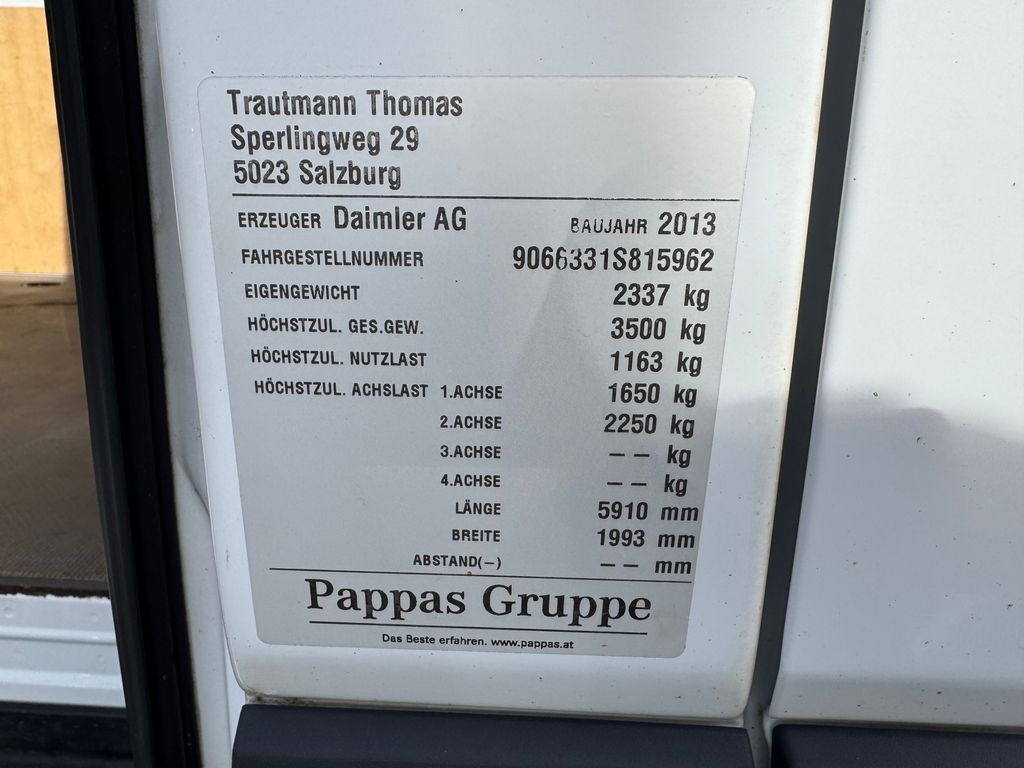 Trautmann Thomas
Sperlingweg 29
5023 Salzburg
ERZEUGER Daimler AG BAUJAHR 2013
FAHRGESTELLNUMMER 9066331S815962
EIGENGEWICHT 2337 kg
HÖCHSTZUL. GES.GEW. 3500 kg
HÖCHSTZUL. NUTZLAST 1163 kg
HÖCHSTZUL. ACHSLAST 1.ACHSE 1650 kg
2.ACHSE 2250 kg
3.ACHSE -- kg
4.ACHSE -- kg
LÄNGE 5910 mm
BREITE 1993 mm
ABSTAND(-) -- mm
Pappas Gruppe
Das Beste erfahren. www.pappas.at